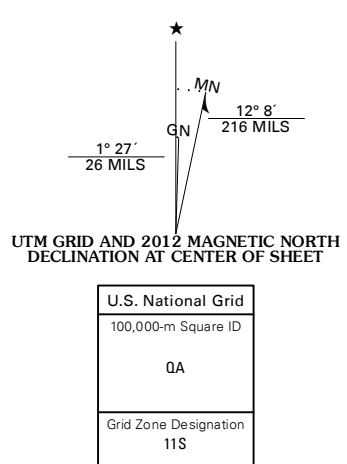 MN
12° 8´
216 MILS
GN
1° 27´
26 MILS
UTM GRID AND 2012 MAGNETIC NORTH
DECLINATION AT CENTER OF SHEET
U.S. National Grid
100,000-m Square ID
QA
Grid Zone Designation
11S